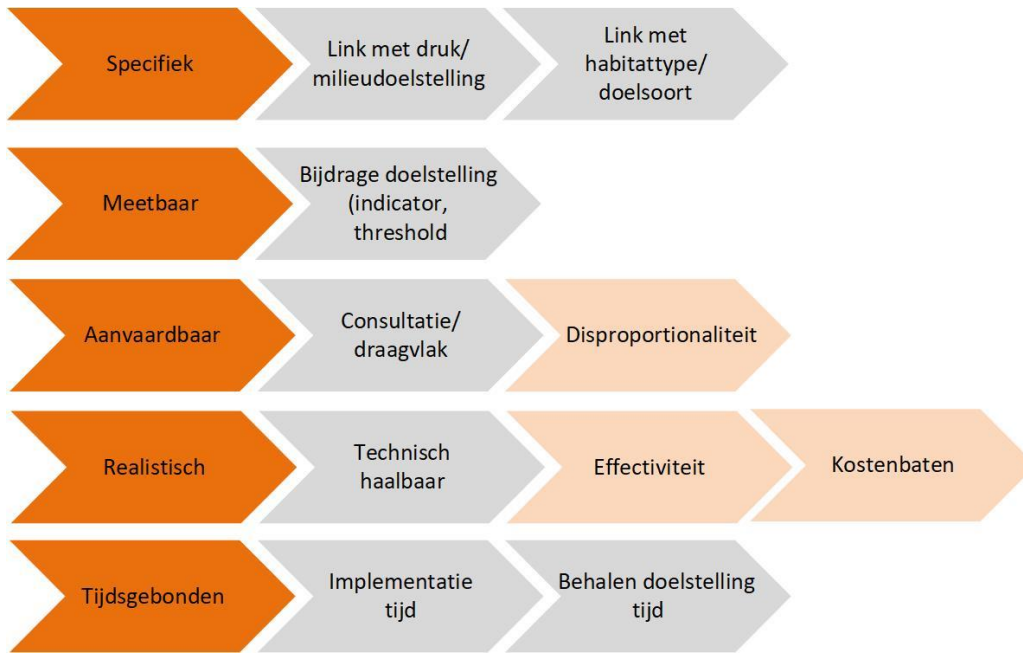 Specifiek
Link met druk/
milieudoelstelling
Link met
habitattype/
doelsoort
Meetbaar
Bijdrage doelstelling
(indicator,
threshold
Aanvaardbaar
Consultatie/
draagvlak
Disproportionaliteit
Realistisch
Technisch
haalbaar
Effectiviteit
Kostenbaten
Tijdsgebonden
Implementatie
tijd
Behalen doelstelling
tijd